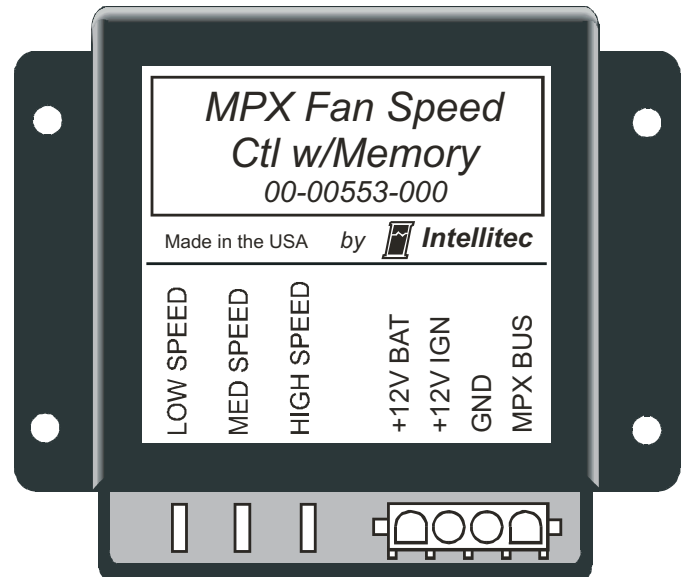 MPX Fan Speed
Ctl w/Memory
00-00553-000
Made in the USA by Intellitec
LOW SPEED
MED SPEED
HIGH SPEED
+12V BAT
+12V IGN
GND
MPX BUS